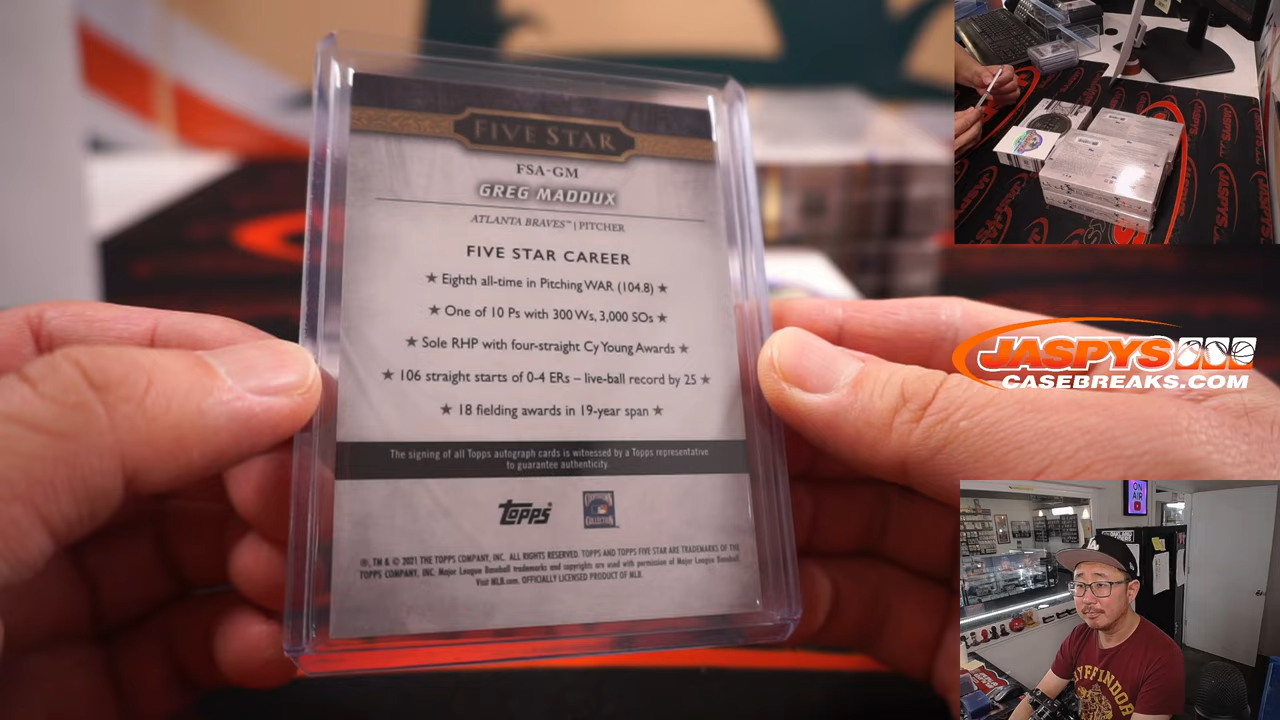 FIVE STAR
FSA-GM
GREG MADDUX
ATLANTA BRAVES™ | PITCHER
FIVE STAR CAREER
★ Eighth all-time in Pitching WAR (104.8) ★
★ One of 10 Ps with 300 Ws, 3,000 SOs ★
★ Sole RHP with four-straight Cy Young Awards ★
★ 106 straight starts of 0-4 ERs – live-ball record by 25 ★
★ 18 fielding awards in 19-year span ★
The signing of all Topps autograph cards is witnessed by a Topps representative
to guarantee authenticity.
Topps
®, TM & © 2021 THE TOPPS COMPANY, INC. ALL RIGHTS RESERVED. TOPPS AND TOPPS FIVE STAR ARE TRADEMARKS OF THE
TOPPS COMPANY, INC. Major League Baseball trademarks and copyrights are used with permission of Major League Baseball.
Visit MLB.com. OFFICIALLY LICENSED PRODUCT OF MLB.
JASPYS
CASEBREAKS.COM
ON
AIR
GRYFFINDOR